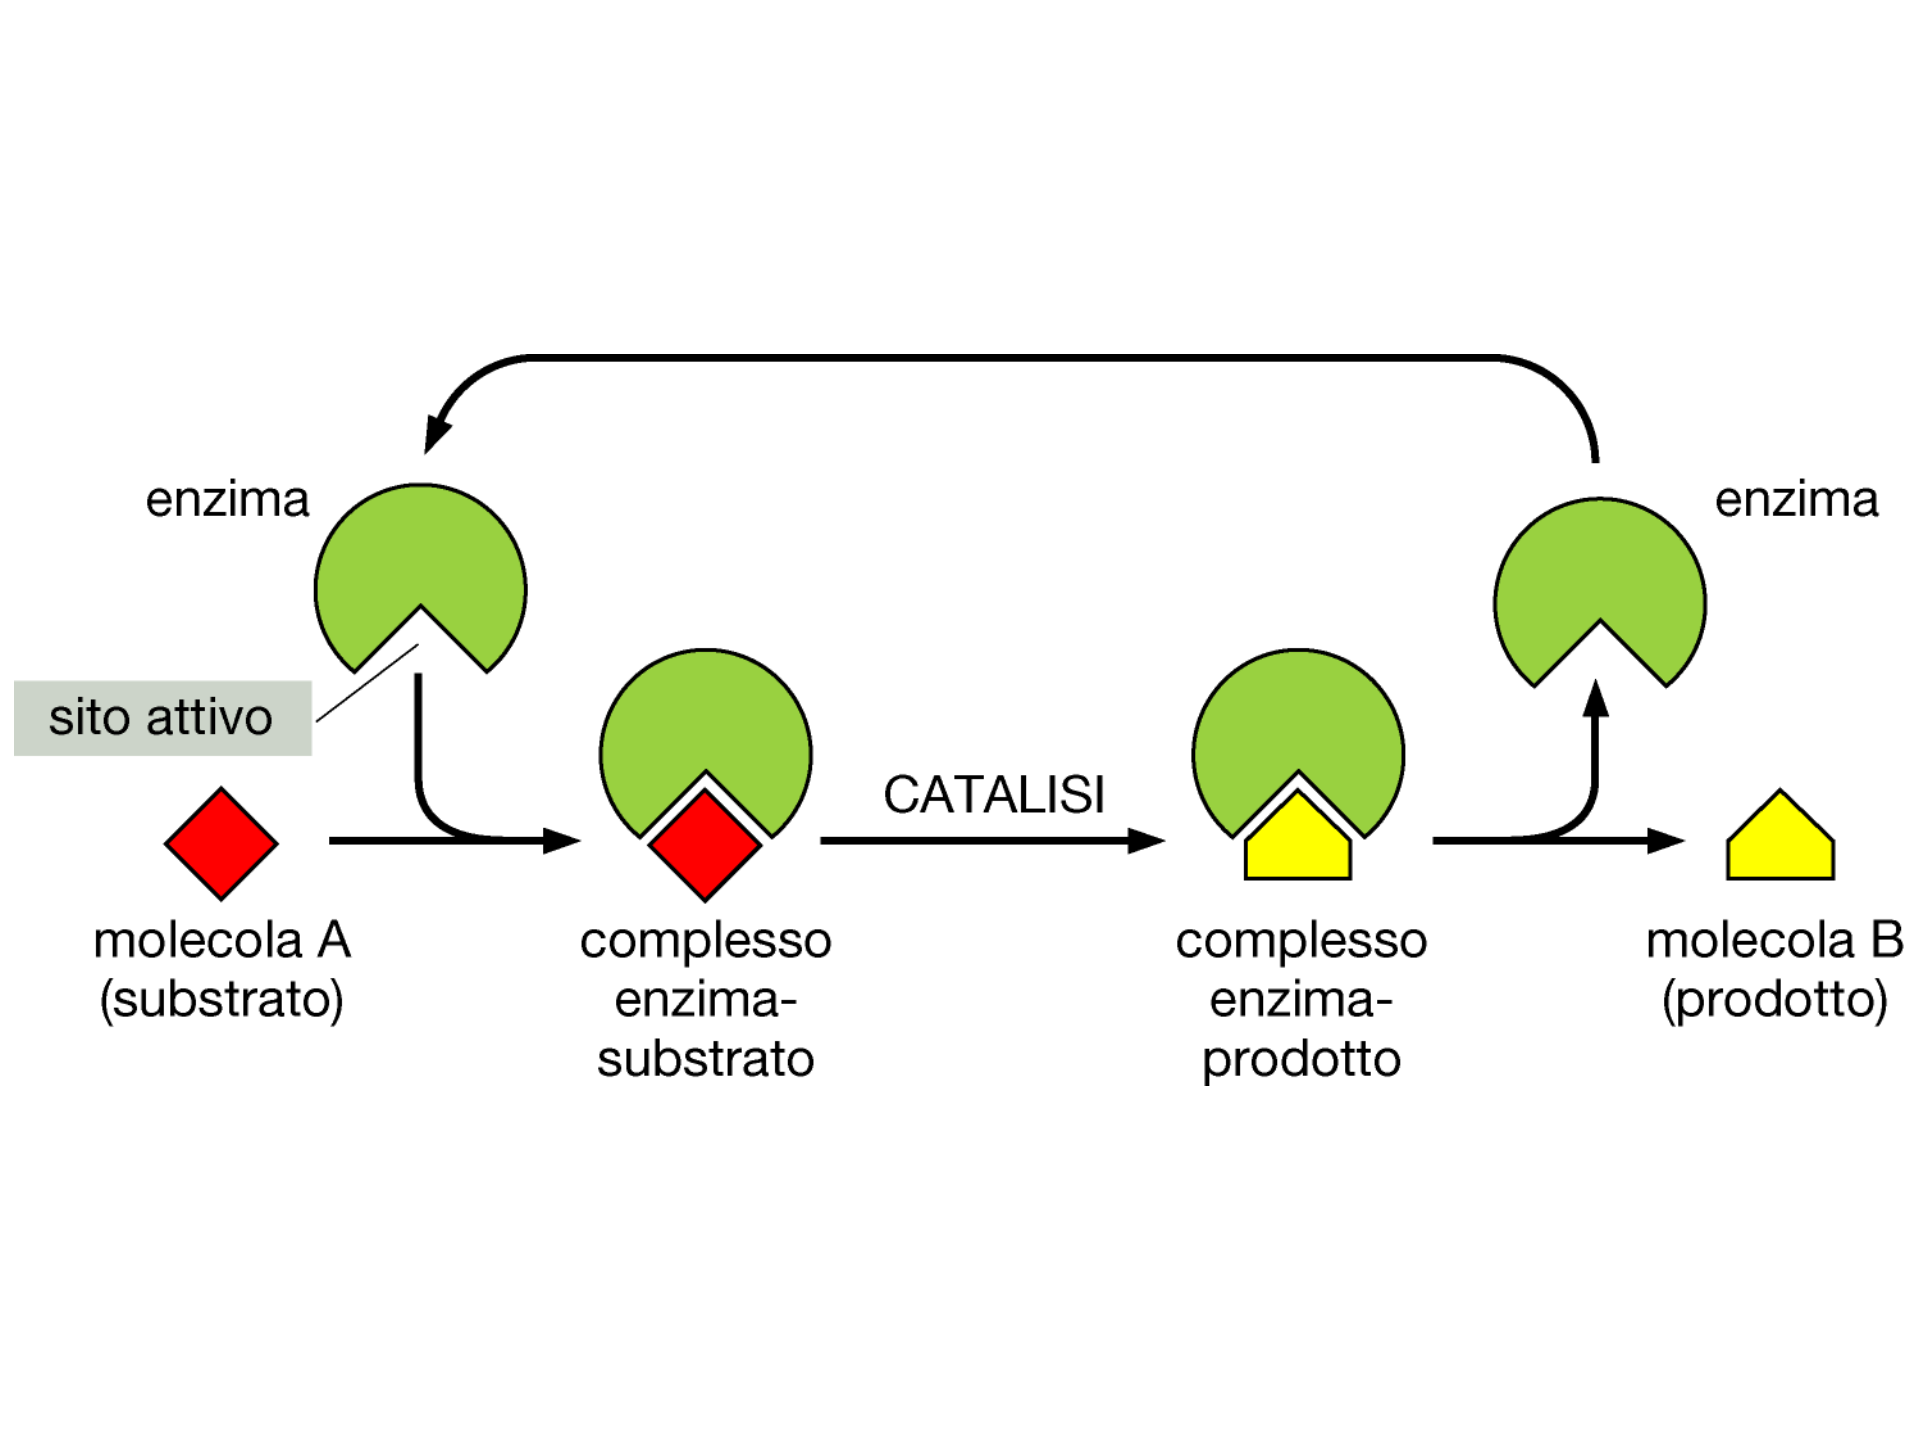 enzima
enzima
sito attivo
CATALISI
molecola A
(substrato)
complesso
enzima-
substrato
complesso
enzima-
prodotto
molecola B
(prodotto)